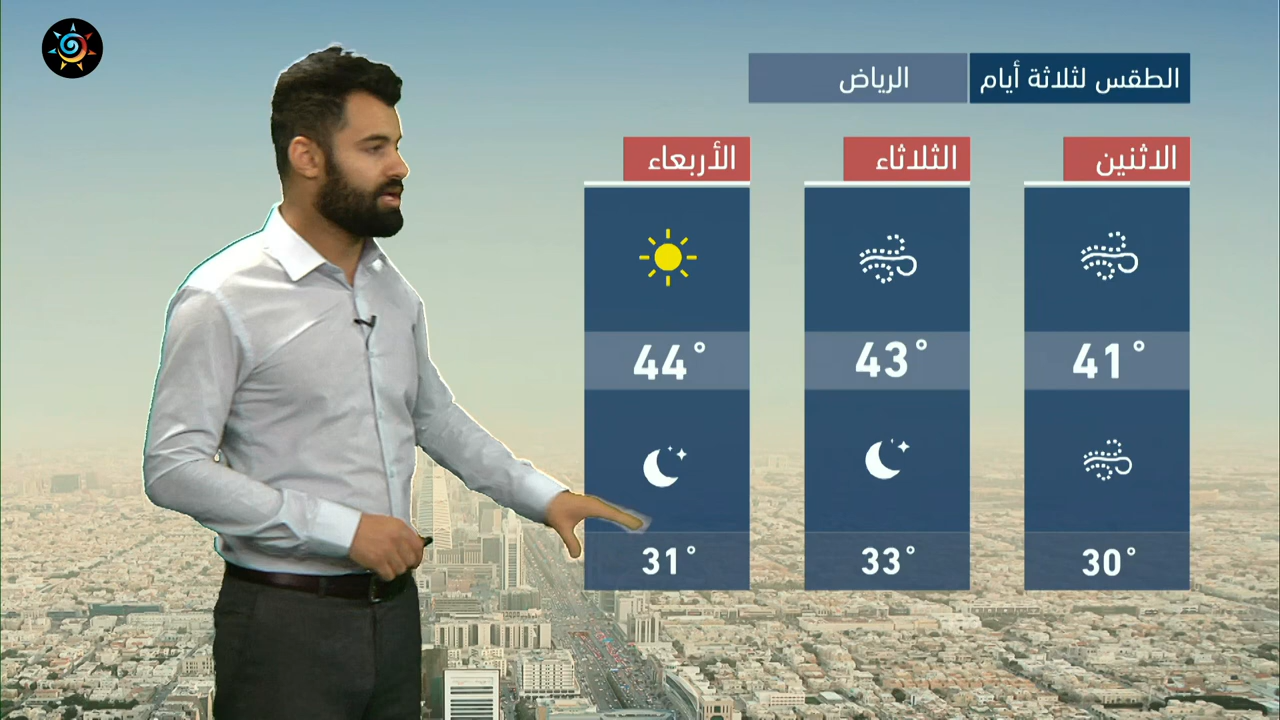 الطقس لثلاثة أيام
الرياض
الاثنين
الثلاثاء
الأربعاء
41°
43°
44°
30°
33°
31°